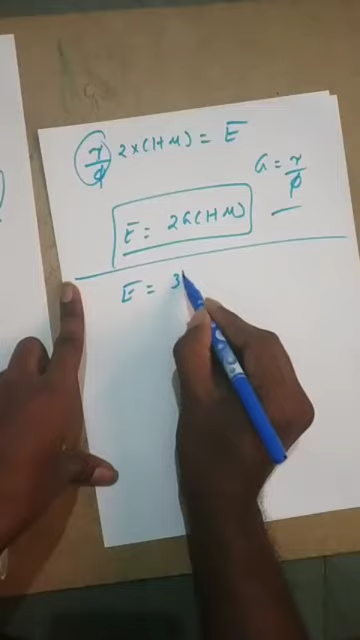 τ/ϕ 2×(1+μ) = E
G = τ/ϕ
E = 2G(1+μ)
E = 3